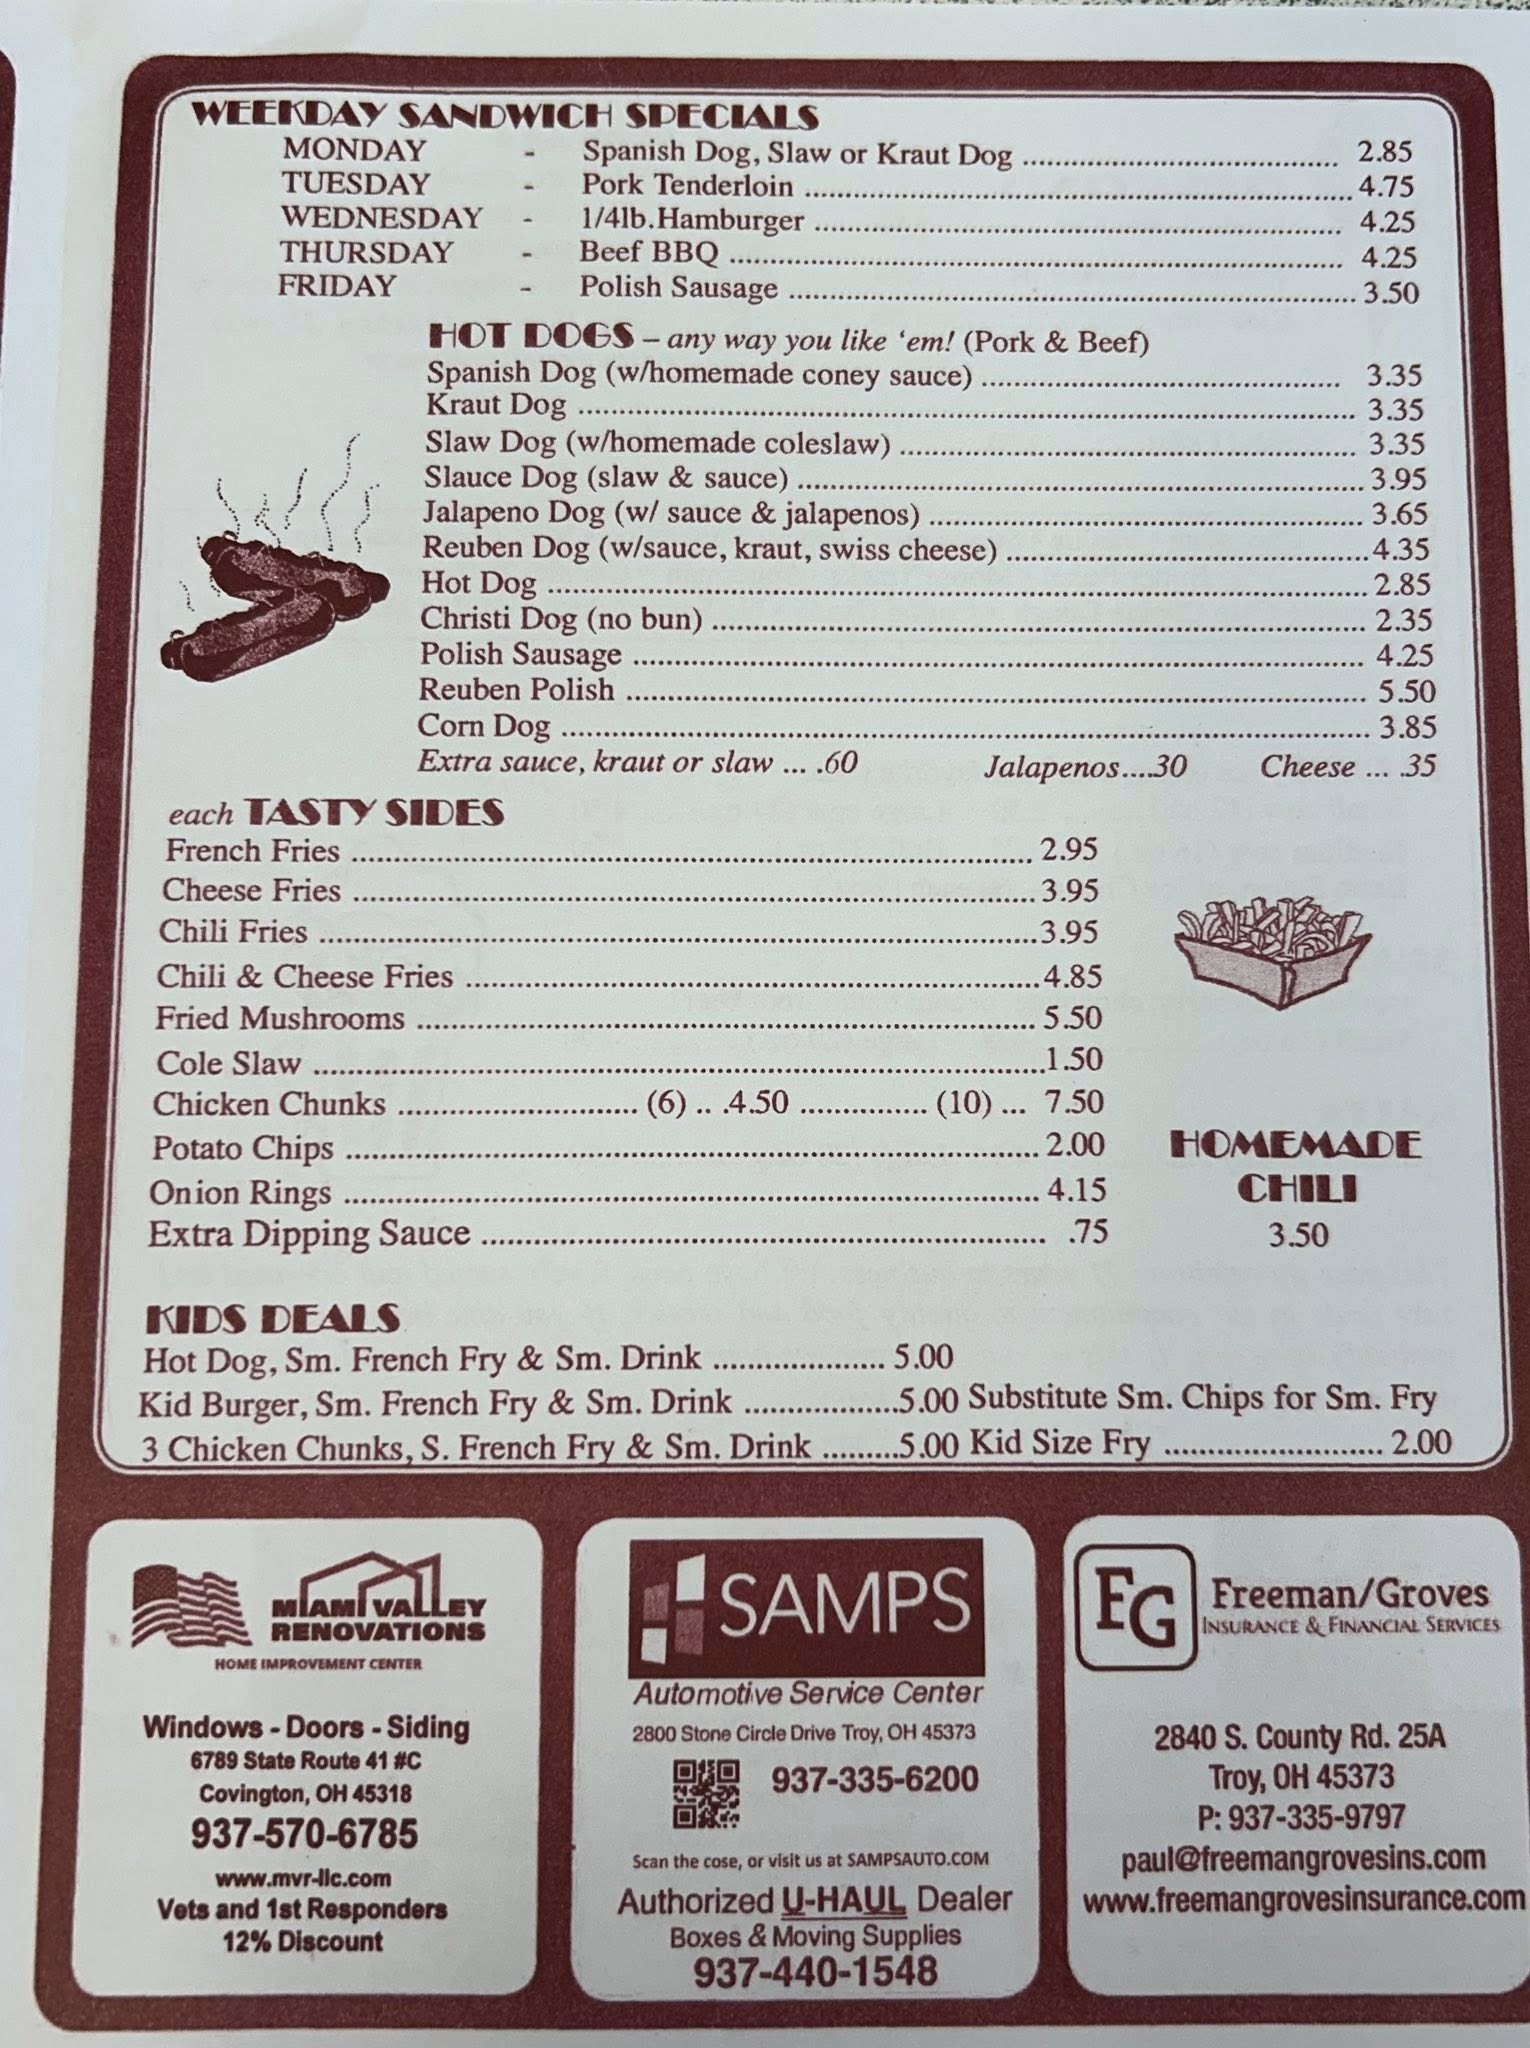 WEEKDAY SANDWICH SPECIALS
MONDAY - Spanish Dog, Slaw or Kraut Dog ........ 2.85
TUESDAY - Pork Tenderloin ........ 4.75
WEDNESDAY - 1/4lb.Hamburger ........ 4.25
THURSDAY - Beef BBQ ........ 4.25
FRIDAY - Polish Sausage ........ 3.50
HOT DOGS – any way you like ‘em! (Pork & Beef)
Spanish Dog (w/homemade coney sauce) ........ 3.35
Kraut Dog ........ 3.35
Slaw Dog (w/homemade coleslaw) ........ 3.35
Slauce Dog (slaw & sauce) ........ 3.95
Jalapeno Dog (w/ sauce & jalapenos) ........ 3.65
Reuben Dog (w/sauce, kraut, swiss cheese) ........ 4.35
Hot Dog ........ 2.85
Christi Dog (no bun) ........ 2.35
Polish Sausage ........ 4.25
Reuben Polish ........ 5.50
Corn Dog ........ 3.85
Extra sauce, kraut or slaw ... .60 Jalapenos....30 Cheese ... .35
each TASTY SIDES
French Fries ........ 2.95
Cheese Fries ........ 3.95
Chili Fries ........ 3.95
Chili & Cheese Fries ........ 4.85
Fried Mushrooms ........ 5.50
Cole Slaw ........ 1.50
Chicken Chunks ........ (6) .. .4.50 ........ (10) ... 7.50
Potato Chips ........ 2.00
Onion Rings ........ 4.15
Extra Dipping Sauce ........ .75
HOMEMADE
CHILI
3.50
KIDS DEALS
Hot Dog, Sm. French Fry & Sm. Drink ........ 5.00
Kid Burger, Sm. French Fry & Sm. Drink ........ 5.00 Substitute Sm. Chips for Sm. Fry
3 Chicken Chunks, S. French Fry & Sm. Drink ........ 5.00 Kid Size Fry ........ 2.00
MIAMI VALLEY
RENOVATIONS
HOME IMPROVEMENT CENTER
Windows - Doors - Siding
6789 State Route 41 #C
Covington, OH 45318
937-570-6785
www.mvr-llc.com
Vets and 1st Responders
12% Discount
SAMPS
Automotive Service Center
2800 Stone Circle Drive Troy, OH 45373
937-335-6200
Scan the cose, or visit us at SAMPSAUTO.COM
Authorized U-HAUL Dealer
Boxes & Moving Supplies
937-440-1548
FG
Freeman/Groves
INSURANCE & FINANCIAL SERVICES
2840 S. County Rd. 25A
Troy, OH 45373
P: 937-335-9797
paul@freemangrovesins.com
www.freemangrovesinsurance.com